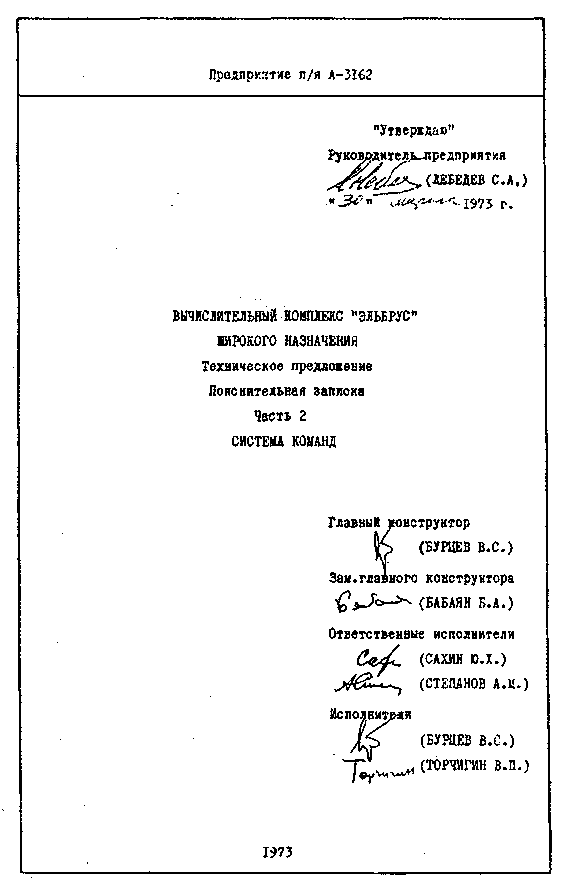 Предприятие п/я А-3162
"Утверждаю"
Руководитель предприятия
(ЛЕБЕДЕВ С.А.)
"30" марта 1973 г.
ВЫЧИСЛИТЕЛЬНЫЙ КОМПЛЕКС "ЭЛЬБРУС"
ШИРОКОГО НАЗНАЧЕНИЯ
Техническое предложение
Пояснительная записка
Часть 2
СИСТЕМА КОМАНД
Главный конструктор
(БУРЦЕВ В.С.)
Зам.главного конструктора
(БАБАЯН Б.А.)
Ответственные исполнители
(САХИН Ю.Х.)
(СТЕПАНОВ А.М.)
Исполнители
(БУРЦЕВ В.С.)
(ТОРЧИГИН В.П.)
1973